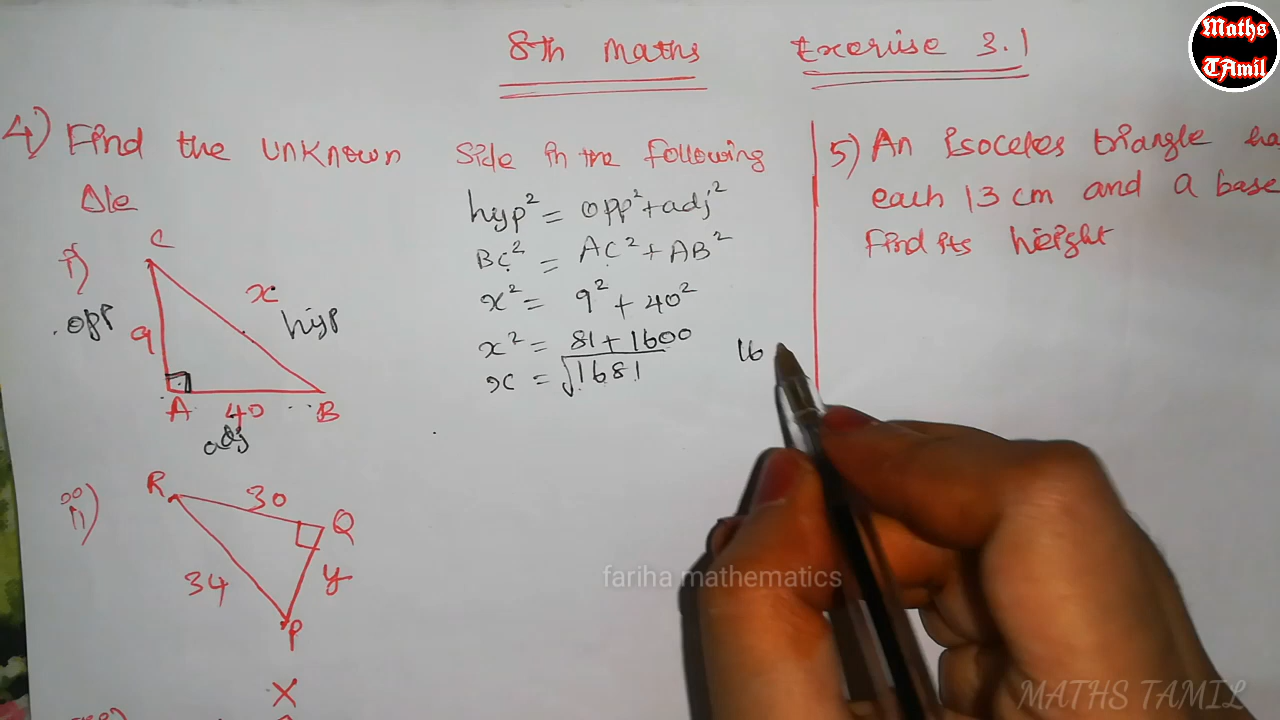 Maths
TAmil
8th maths Exercise 3.1
4) Find the unknown side in the following
Δle
i)
C
x
hyp
opp
9
A
40
B
adj
hyp² = opp² + adj²
BC² = AC² + AB²
x² = 9² + 40²
x² = 81 + 1600
x = √1681
16
5) An isoceles triangle ha
each 13 cm and a base
Find its height
ii)
R
30
Q
34
y
P
X
fariha mathematics
MATHS TAMIL